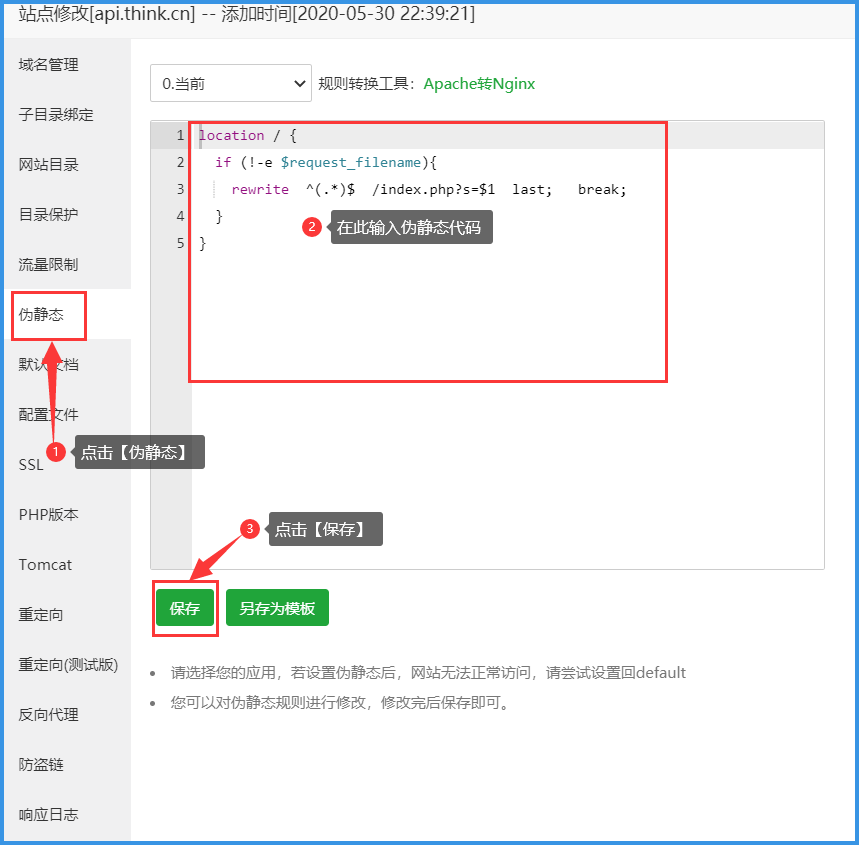 站点修改[api.think.cn] -- 添加时间[2020-05-30 22:39:21]
域名管理
子目录绑定
网站目录
目录保护
流量限制
伪静态
默认文档
配置文件
SSL
PHP版本
Tomcat
重定向
重定向(测试版)
反向代理
防盗链
响应日志
0.当前 规则转换工具：Apache转Nginx
1 location / {
2 if (!-e $request_filename){
3 rewrite ^(.*)$ /index.php?s=$1 last; break;
4 }
5 }
2 在此输入伪静态代码
1 点击【伪静态】
3 点击【保存】
保存 另存为模板
• 请选择您的应用，若设置伪静态后，网站无法正常访问，请尝试设置回default
• 您可以对伪静态规则进行修改，修改完后保存即可。